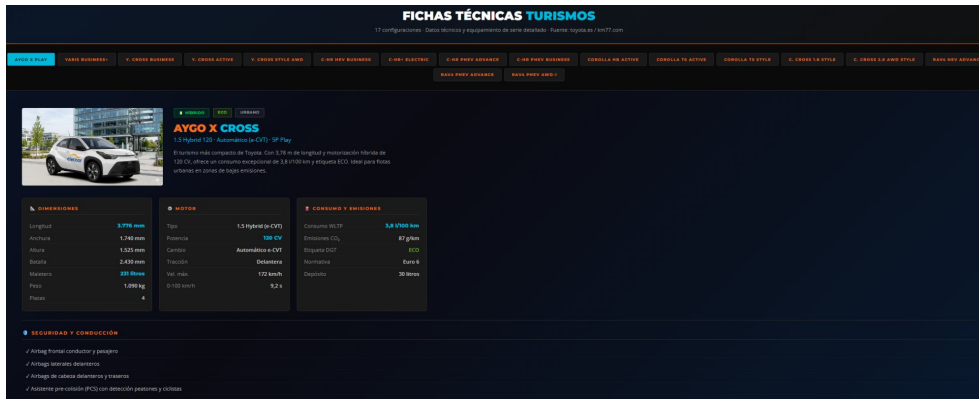 FICHAS TÉCNICAS TURISMOS
17 configuraciones · Datos técnicos y equipamiento de serie detallado · Fuente: toyota.es / km77.com
AYGO X PLAY YARIS BUSINESS+ Y. CROSS BUSINESS Y. CROSS ACTIVE Y. CROSS STYLE AWD C-HR HEV BUSINESS C-HR+ ELECTRIC C-HR PHEV ADVANCE C-HR PHEV BUSINESS COROLLA HB ACTIVE COROLLA TS ACTIVE COROLLA TS STYLE C. CROSS 1.8 STYLE C. CROSS 2.0 AWD STYLE RAV4 HEV ADVANCE
RAV4 PHEV ADVANCE RAV4 PHEV AWD-I
HÍBRIDO ECO URBANO
AYGO X CROSS
1.5 Hybrid 120 · Automático (e-CVT) · 5P Play
El turismo más compacto de Toyota. Con 3,78 m de longitud y motorización híbrida de
120 CV, ofrece un consumo excepcional de 3,8 l/100 km y etiqueta ECO. Ideal para flotas
urbanas en zonas de bajas emisiones.
DIMENSIONES
Longitud 3.776 mm
Anchura 1.740 mm
Altura 1.525 mm
Batalla 2.430 mm
Maletero 231 litros
Peso 1.090 kg
Plazas 4
MOTOR
Tipo 1.5 Hybrid (e-CVT)
Potencia 120 CV
Cambio Automático e-CVT
Tracción Delantera
Vel. máx. 172 km/h
0-100 km/h 9,2 s
CONSUMO Y EMISIONES
Consumo WLTP 3,8 l/100 km
Emisiones CO₂ 87 g/km
Etiqueta DGT ECO
Normativa Euro 6
Depósito 30 litros
SEGURIDAD Y CONDUCCIÓN
✓ Airbag frontal conductor y pasajero
✓ Airbags laterales delanteros
✓ Airbags de cabeza delanteros y traseros
✓ Asistente pre-colisión (PCS) con detección peatones y ciclistas